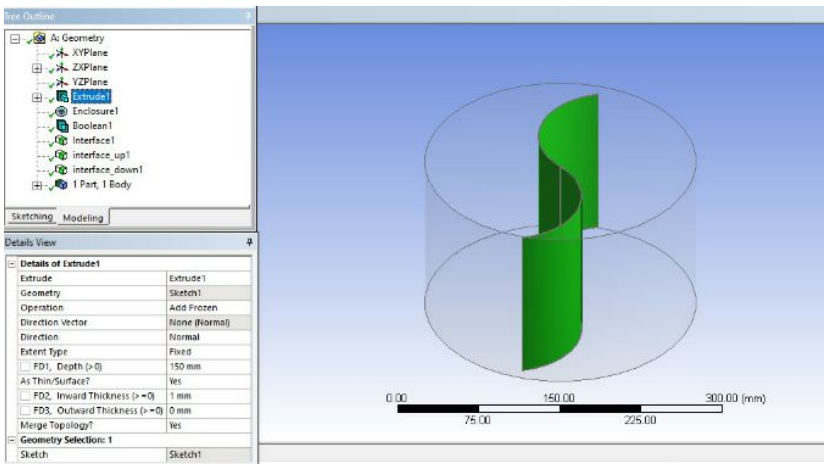 Tree Outline
A: Geometry
XYPlane
ZXPlane
YZPlane
Extrude1
Enclosure1
Boolean1
Interface1
interface_up1
interface_down1
1 Part, 1 Body
Sketching Modeling
Details View
Details of Extrude1
Extrude Extrude1
Geometry Sketch1
Operation Add Frozen
Direction Vector None (Normal)
Direction Normal
Extent Type Fixed
FD1, Depth (>0) 150 mm
As Thin/Surface? Yes
FD2, Inward Thickness (>=0) 1 mm
FD3, Outward Thickness (>=0) 0 mm
Merge Topology? Yes
Geometry Selection: 1
Sketch Sketch1
0.00 150.00 300.00 (mm)
75.00 225.00